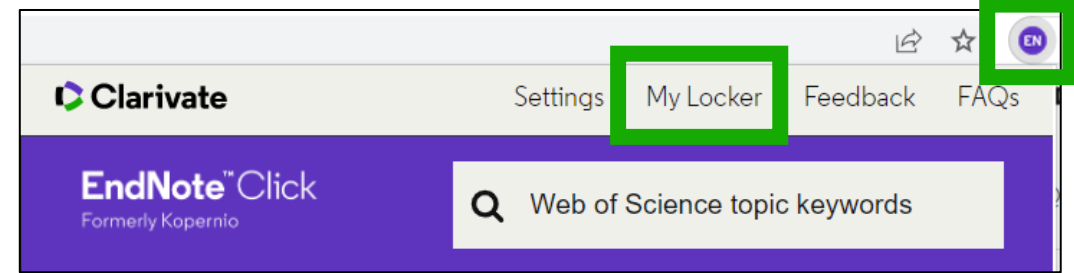 EN
Clarivate
Settings My Locker Feedback FAQs
EndNote™ Click
Formerly Kopernio
Web of Science topic keywords